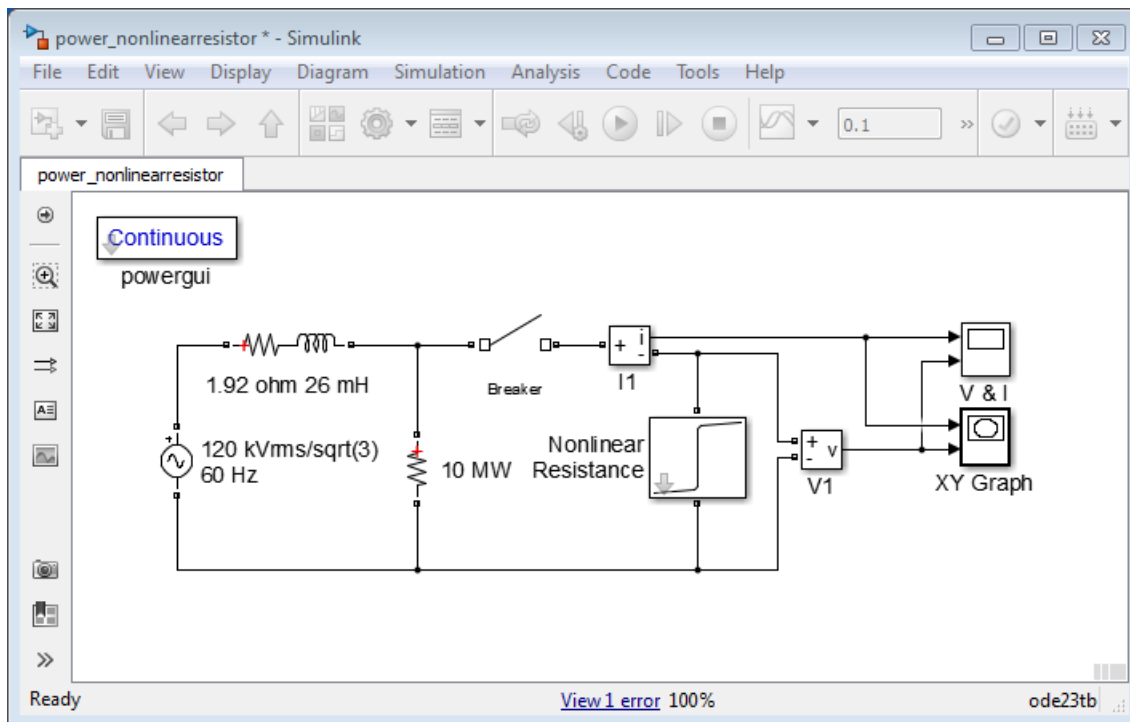 power_nonlinearresistor * - Simulink
File Edit View Display Diagram Simulation Analysis Code Tools Help
0.1 »
power_nonlinearresistor
Continuous
powergui
1.92 ohm 26 mH
Breaker
+ i -
I1
V & I
120 kVrms/sqrt(3)
60 Hz
10 MW
Nonlinear
Resistance
+ - v
V1
XY Graph
»
Ready View 1 error 100% ode23tb